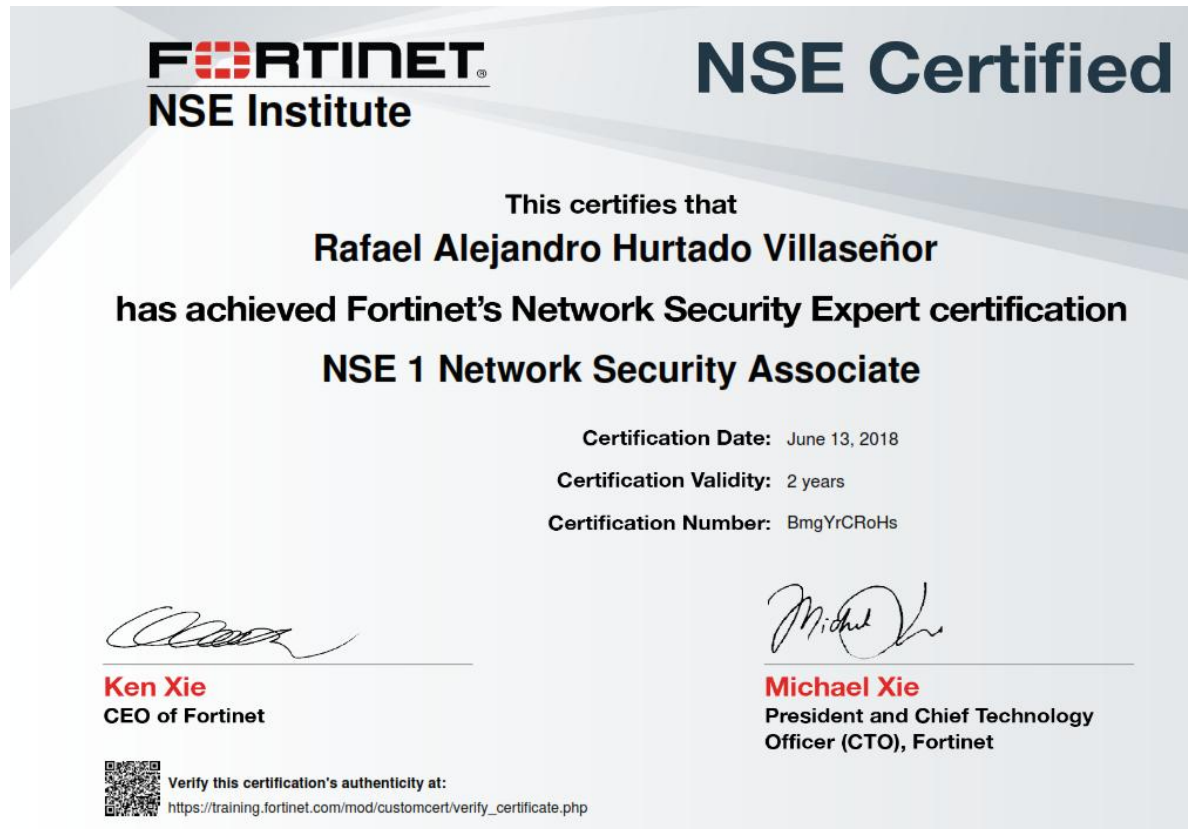 FORTINET®
NSE Institute
NSE Certified
This certifies that
Rafael Alejandro Hurtado Villaseñor
has achieved Fortinet's Network Security Expert certification
NSE 1 Network Security Associate
Certification Date: June 13, 2018
Certification Validity: 2 years
Certification Number: BmgYrCRoHs
Ken Xie
CEO of Fortinet
Michael Xie
President and Chief Technology
Officer (CTO), Fortinet
Verify this certification's authenticity at:
https://training.fortinet.com/mod/customcert/verify_certificate.php